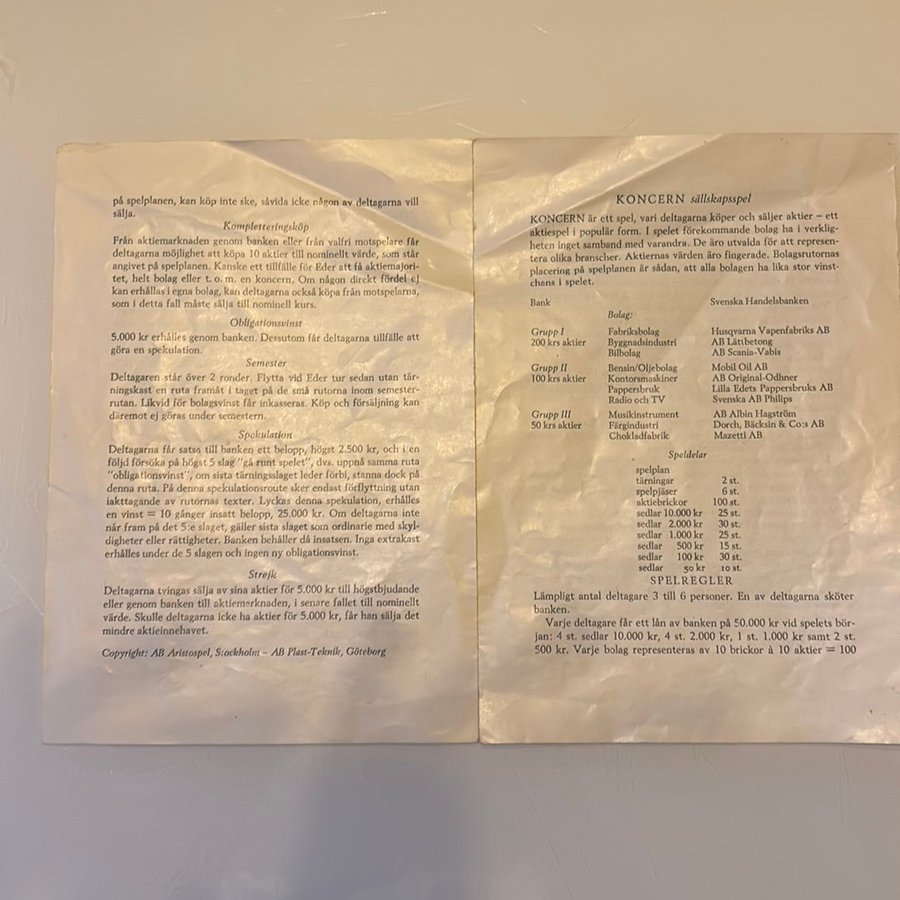 på spelplanen, kan köp inte ske, såvida icke någon av deltagarna vill
sälja.
Kompletteringsköp
Från aktiemarknaden genom banken eller från valfri motspelare får
deltagarna möjlighet att köpa 10 aktier till nominellt värde, som står
angivet på spelplanen. Kanske ett tillfälle för Eder att få aktiemajori-
tet, helt bolag eller t. o. m. en koncern. Om någon direkt fördel ej
kan erhållas i egna bolag, kan deltagarna också köpa från motspelarna,
som i detta fall måste sälja till nominell kurs.
Obligationsvinst
5.000 kr erhålles genom banken. Dessutom får deltagarna tillfälle att
göra en spekulation.
Semester
Deltagaren står över 2 ronder. Flytta vid Eder tur sedan utan tär-
ningskast en ruta framåt i taget på de små rutorna inom semester-
rutan. Likvid för bolagsvinst får inkasseras. Köp och försäljning kan
däremot ej göras under semestern.
Spekulation
Deltagarna får satsa till banken ett belopp, högst 2.500 kr, och i en
följd försöka på högst 5 slag "gå runt spelet", dvs. uppnå samma ruta
"obligationsvinst", om sista tärningsslaget leder förbi, stanna dock på
denna ruta. På denna spekulationsroute sker endast förflyttning utan
iakttagande av rutornas texter. Lyckas denna spekulation, erhålles
en vinst = 10 gånger insatt belopp, 25.000 kr. Om deltagarna inte
når fram på det 5:e slaget, gäller sista slaget som ordinarie med skyl-
digheter eller rättigheter. Banken behåller då insatsen. Inga extrakast
erhålles under de 5 slagen och ingen ny obligationsvinst.
Strejk
Deltagarna tvingas sälja av sina aktier för 5.000 kr till högstbjudande
eller genom banken till aktiemarknaden, i senare fallet till nominellt
värde. Skulle deltagarna icke ha aktier för 5.000 kr, får han sälja det
mindre aktieinnehavet.
Copyright: AB Aristospel, Stockholm – AB Plast-Teknik, Göteborg
KONCERN sällskapsspel
KONCERN är ett spel, vari deltagarna köper och säljer aktier – ett
aktiespel i populär form. I spelet förekommande bolag ha i verklig-
heten inget samband med varandra. De äro utvalda för att represen-
tera olika branscher. Aktiernas värden äro fingerade. Bolagsrutornas
placering på spelplanen är sådan, att alla bolagen ha lika stor vinst-
chans i spelet.
Bank Svenska Handelsbanken
Bolag:
Grupp I Fabriksbolag Husqvarna Vapenfabriks AB
200 krs aktier Byggnadsindustri AB Lättbetong
Bilbolag AB Scania-Vabis
Grupp II Bensin/Oljebolag Mobil Oil AB
100 krs aktier Kontorsmaskiner AB Original-Odhner
Pappersbruk Lilla Edets Pappersbruks AB
Radio och TV Svenska AB Philips
Grupp III Musikinstrument AB Albin Hagström
50 krs aktier Färgindustri Dorch, Bäcksin & Co:s AB
Chokladfabrik Mazetti AB
Speldelar
spelplan
tärningar 2 st.
spelpjäser 6 st.
aktiebrickor 100 st.
sedlar 10.000 kr 25 st.
sedlar 2.000 kr 30 st.
sedlar 1.000 kr 25 st.
sedlar 500 kr 15 st.
sedlar 100 kr 30 st.
sedlar 50 kr 10 st.
SPELREGLER
Lämpligt antal deltagare 3 till 6 personer. En av deltagarna sköter
banken.
Varje deltagare får ett lån av banken på 50.000 kr vid spelets bör-
jan: 4 st. sedlar 10.000 kr, 4 st. 2.000 kr, 1 st. 1.000 kr samt 2 st.
500 kr. Varje bolag representeras av 10 brickor à 10 aktier = 100